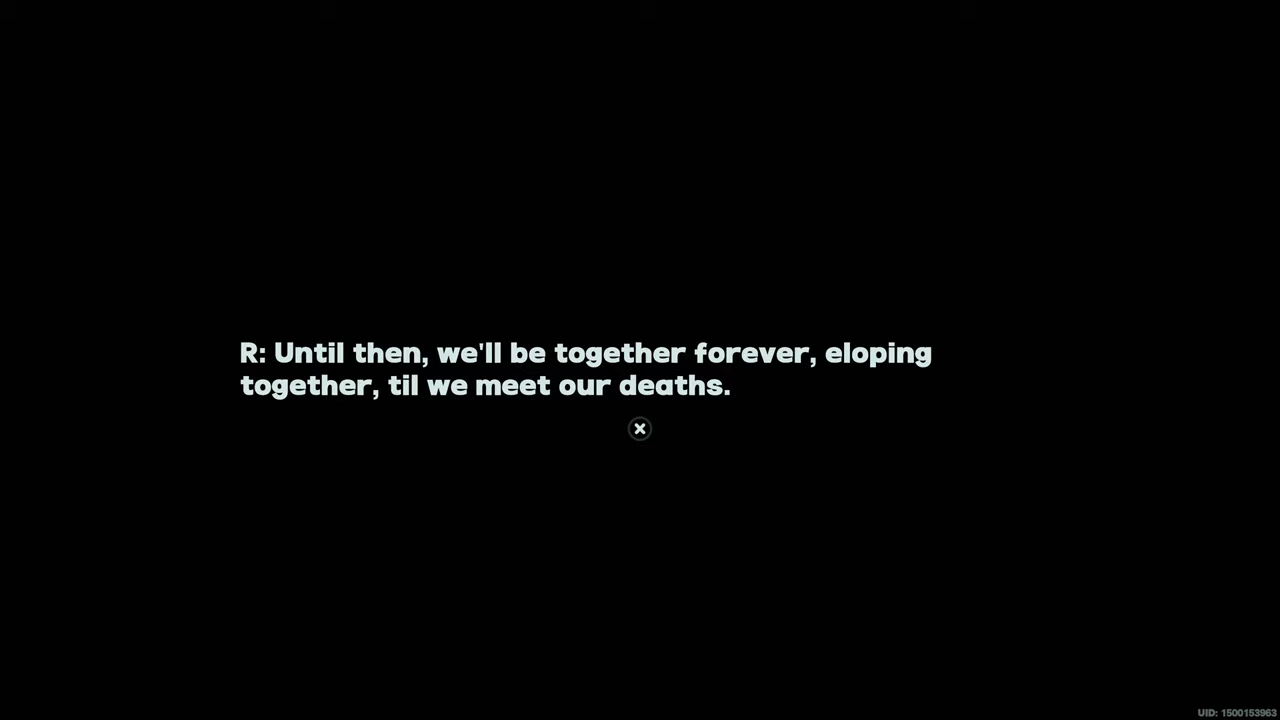 R: Until then, we'll be together forever, eloping
together, til we meet our deaths.
UID: 1500153963